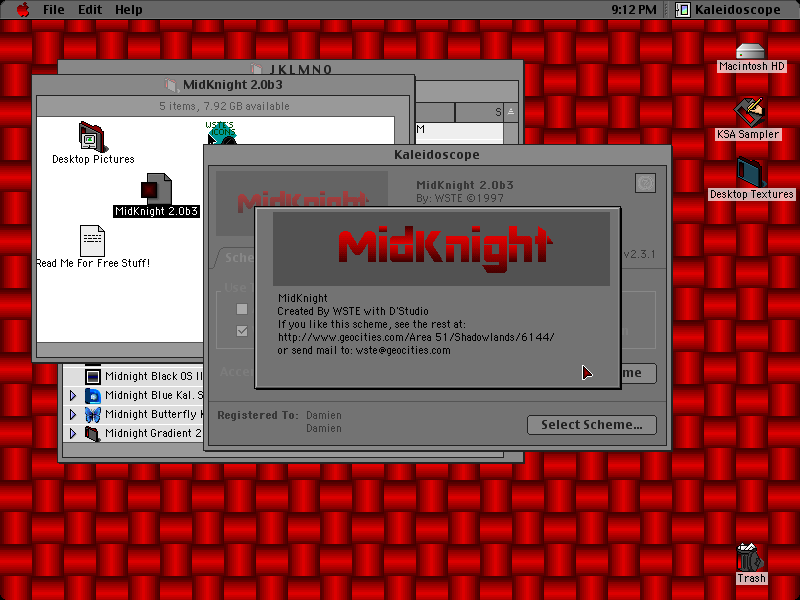 File Edit Help
9:12 PM
Kaleidoscope
JKLMNO
MidKnight 2.0b3
5 items, 7.92 GB available
S
M
WSTE'S
ICONS
Desktop Pictures
MidKnight 2.0b3
Read Me For Free Stuff!
Kaleidoscope
MidKnight
MidKnight 2.0b3
By: WSTE ©1997
v2.3.1
Sche
Use T
MidKnight
MidKnight
Created By WSTE with D'Studio
If you like this scheme, see the rest at:
http://www.geocities.com/Area 51/Shadowlands/6144/
or send mail to: wste@geocities.com
Acce
me
Registered To: Damien
Damien
Select Scheme...
Midnight Black OS II
Midnight Blue Kal. S
Midnight Butterfly K
Midnight Gradient 2
Macintosh HD
KSA Sampler
Desktop Textures
Trash